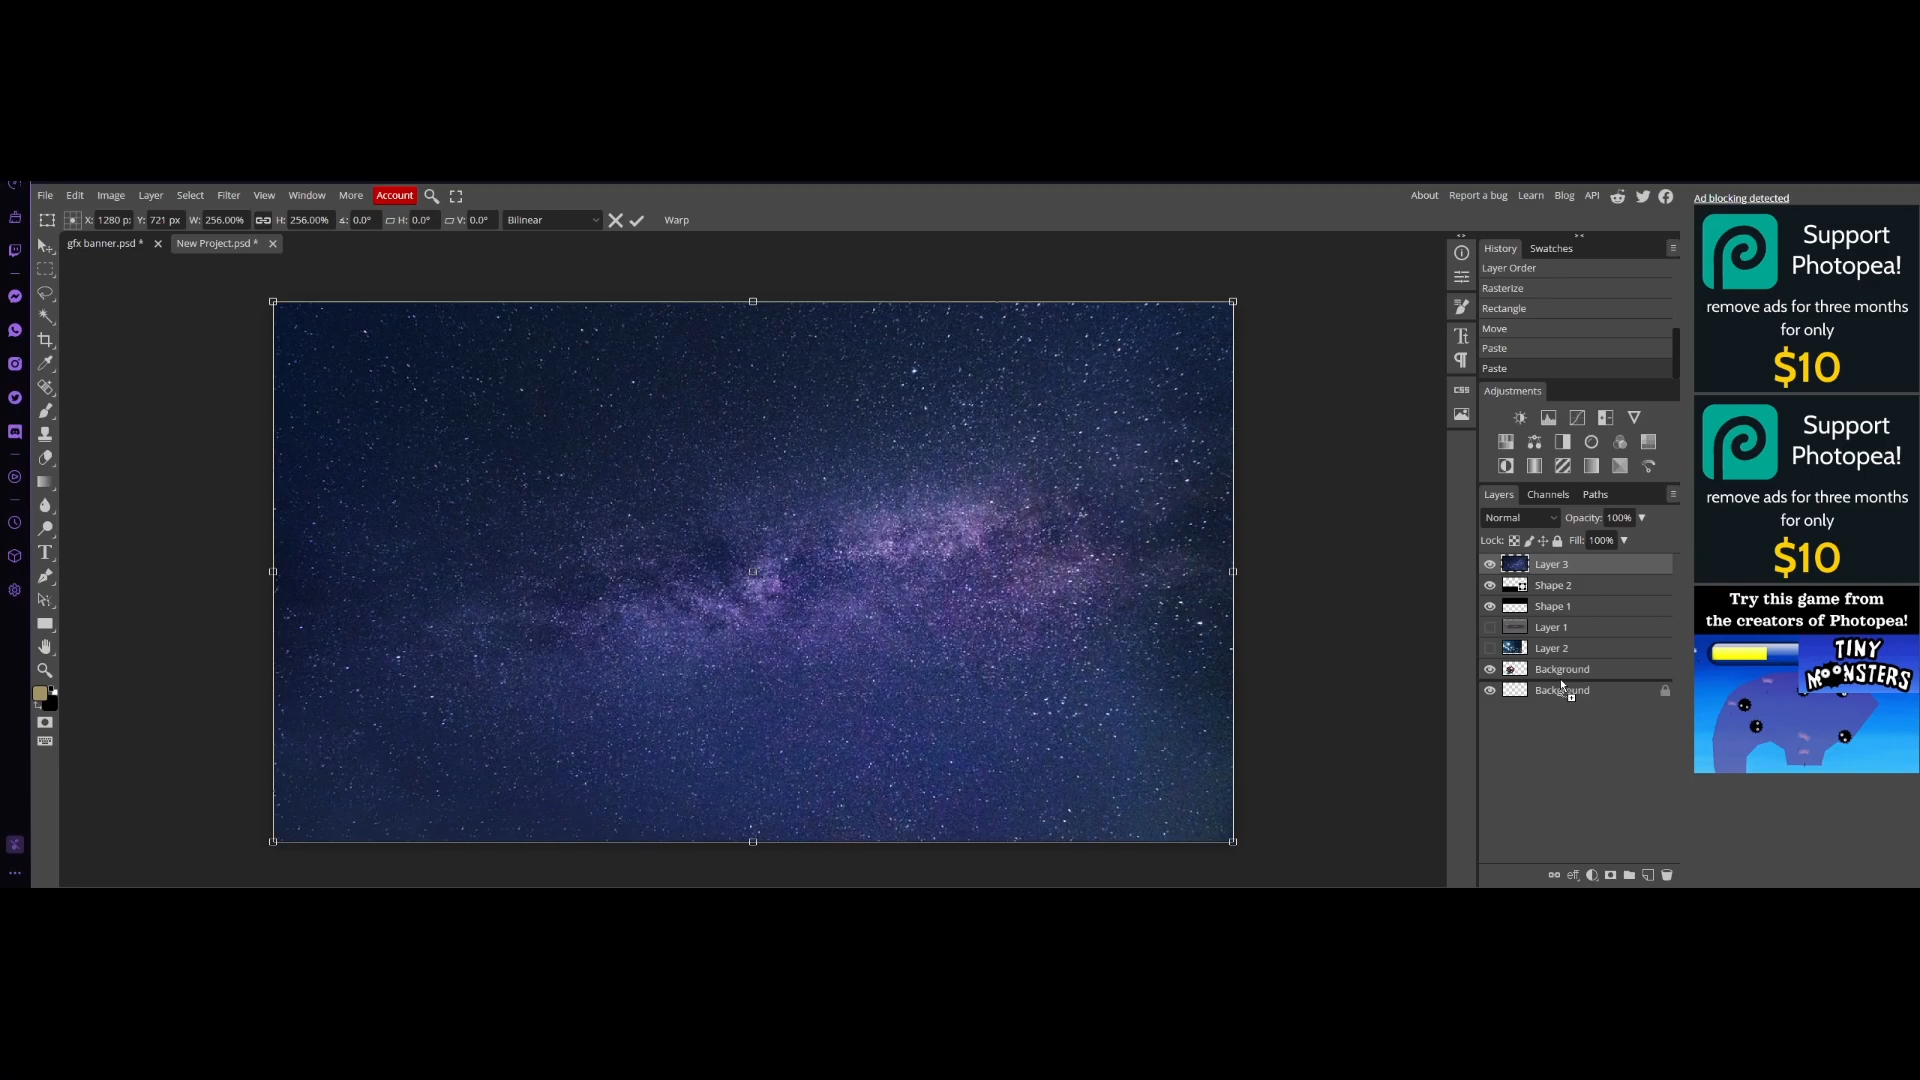 File Edit Image Layer Select Filter View Window More Account About Report a bug Learn Blog API Ad blocking detected
X: 1280 p: Y: 721 px W: 256.00% H: 256.00% 0.0° H: 0.0° V: 0.0° Bilinear Warp
gfx banner.psd * New Project.psd *
History Swatches
Layer Order
Rasterize
Rectangle
Move
Paste
Paste
Adjustments
CSS
Layers Channels Paths
Normal Opacity: 100%
Lock: Fill: 100%
Layer 3
Shape 2
Shape 1
Layer 1
Layer 2
Background
Background
eff
Support
Photopea!
remove ads for three months
for only
$10
Support
Photopea!
remove ads for three months
for only
$10
Try this game from
the creators of Photopea!
TINY
MOONSTERS